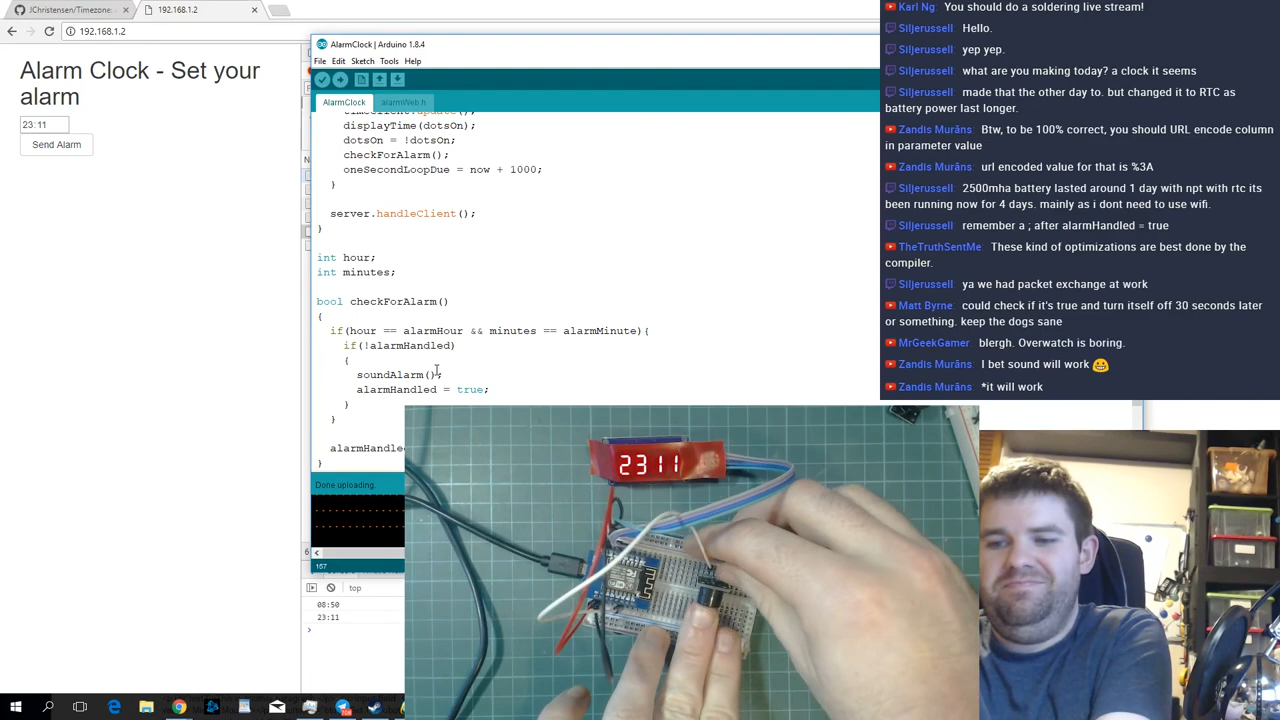 JChristensen/Timezone:
192.168.1.2
192.168.1.2
Alarm Clock - Set your
alarm
23:11
Send Alarm
AlarmClock | Arduino 1.8.4
File Edit Sketch Tools Help
AlarmClock alarmWeb.h
timeClient.update();
displayTime(dotsOn);
dotsOn = !dotsOn;
checkForAlarm();
oneSecondLoopDue = now + 1000;
}
server.handleClient();
}
int hour;
int minutes;
bool checkForAlarm()
{
if(hour == alarmHour && minutes == alarmMinute){
if(!alarmHandled)
{
soundAlarm();
alarmHandled = true;
}
}
alarmHandled
}
Done uploading.
157
top
08:50
23:11
2311
Karl Ng: You should do a soldering live stream!
Siljerussell Hello.
Siljerussell yep yep.
Siljerussell what are you making today? a clock it seems
Siljerussell made that the other day to. but changed it to RTC as
battery power last longer.
Zandis Murāns Btw, to be 100% correct, you should URL encode column
in parameter value
Zandis Murāns url encoded value for that is %3A
Siljerussell 2500mha battery lasted around 1 day with npt with rtc its
been running now for 4 days. mainly as i dont need to use wifi.
Siljerussell remember a ; after alarmHandled = true
TheTruthSentMe These kind of optimizations are best done by the
compiler.
Siljerussell ya we had packet exchange at work
Matt Byrne could check if it's true and turn itself off 30 seconds later
or something. keep the dogs sane
MrGeekGamer blergh. Overwatch is boring.
Zandis Murāns I bet sound will work 😀
Zandis Murāns *it will work